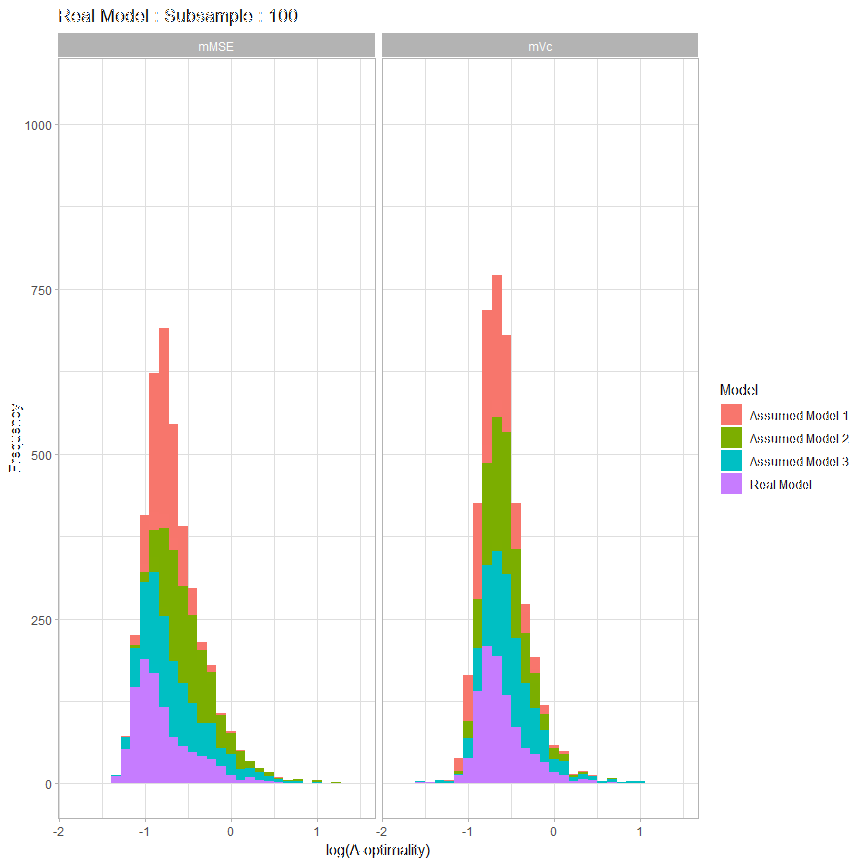 Real Model :: Subsample :: 100
mMSE
mVc
1000
750
500
250
0
Frequency
-2
-1
0
1
-2
-1
0
1
log(A-optimality)
Model
Assumed Model 1
Assumed Model 2
Assumed Model 3
Real Model